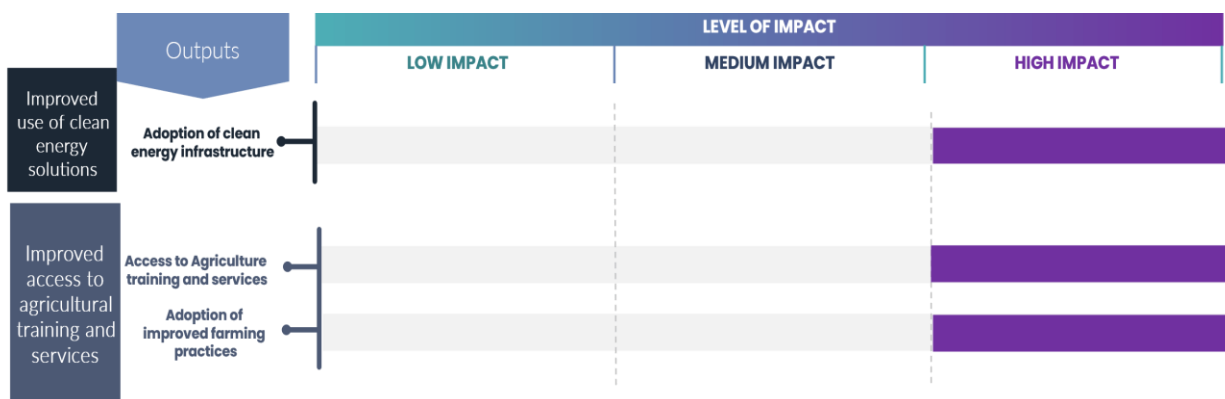 Outputs
LEVEL OF IMPACT
LOW IMPACT
MEDIUM IMPACT
HIGH IMPACT
Improved
use of clean
energy
solutions
Adoption of clean
energy infrastructure
Improved
access to
agricultural
training and
services
Access to Agriculture
training and services
Adoption of
improved farming
practices